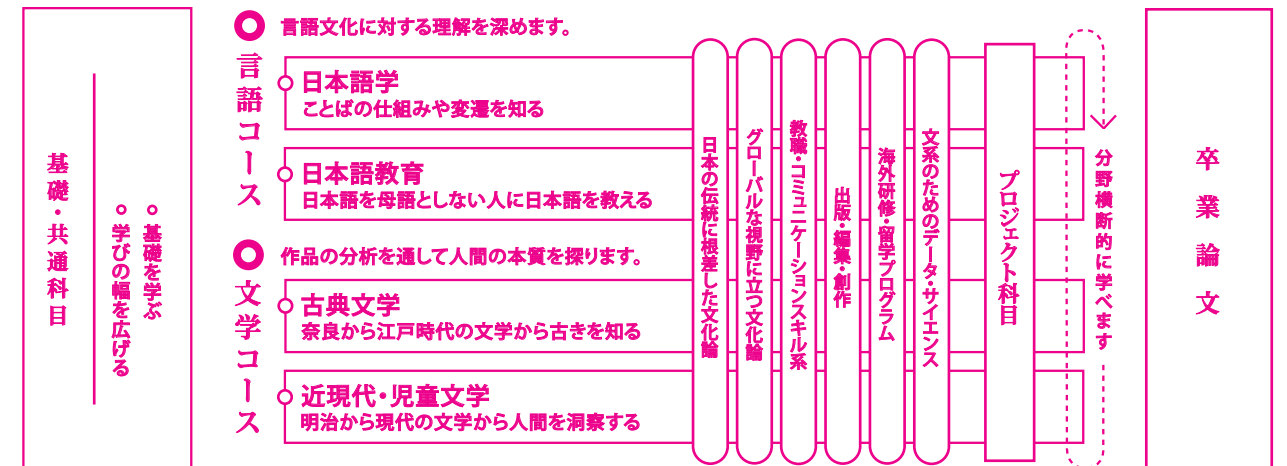 基礎・共通科目
基礎を学ぶ
学びの幅を広げる
言語コース
言語文化に対する理解を深めます。
日本語学
ことばの仕組みや変遷を知る
日本語教育
日本語を母語としない人に日本語を教える
文学コース
作品の分析を通して人間の本質を探ります。
古典文学
奈良から江戸時代の文学から古きを知る
近現代・児童文学
明治から現代の文学から人間を洞察する
日本の伝統に根差した文化論
グローバルな視野に立つ文化論
教職・コミュニケーションスキル系
出版・編集・創作
海外研修・留学プログラム
文系のためのデータ・サイエンス
プロジェクト科目
分野横断的に学べます
卒業論文